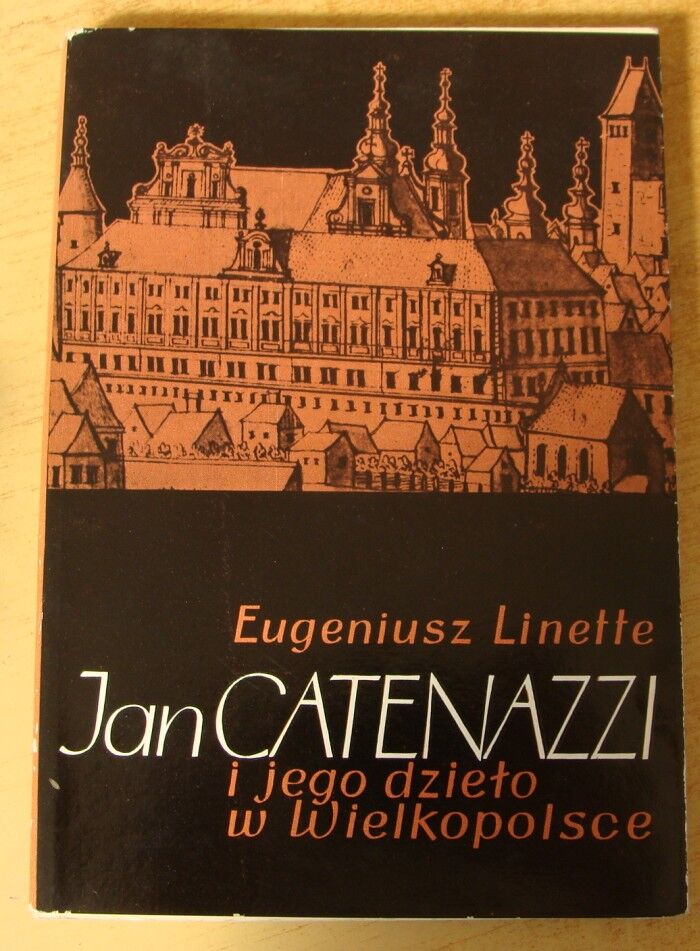 Eugeniusz Linette
Jan CATENAZZI
i jego dzieło
w Wielkopolsce